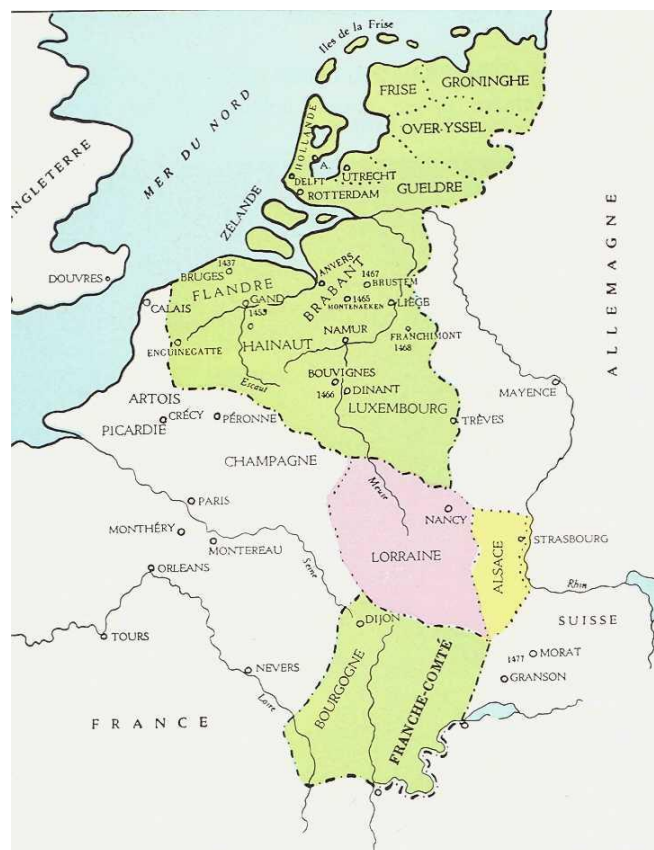 Iles de la Frise
FRISE
GRONINGHE
OVER-YSSEL
HOLLANDE
A.
UTRECHT
DELFT
ROTTERDAM
GUELDRE
MER DU NORD
NGLETERRE
ZÉLANDE
ALLEMAGNE
DOUVRES
CALAIS
1437
BRUGES
FLANDRE
GAND
1453
ANVERS
BRABANT
1467
BRUSTEM
1465
MONTENAEKEN
LIÈGE
NAMUR
FRANCHIMONT
1468
ENGUINEGATTE
HAINAUT
Escaut
BOUVIGNES
1466
DINANT
LUXEMBOURG
MAYENCE
TRÈVES
ARTOIS
CRÉCY
PÉRONNE
PICARDIE
CHAMPAGNE
Meuse
PARIS
NANCY
MONTHÉRY
MONTEREAU
LORRAINE
ALSACE
STRASBOURG
ORLEANS
Seine
Rhin
TOURS
DIJON
SUISSE
1477
MORAT
GRANSON
NEVERS
Loire
BOURGOGNE
FRANCHE-COMTÉ
FRANCE